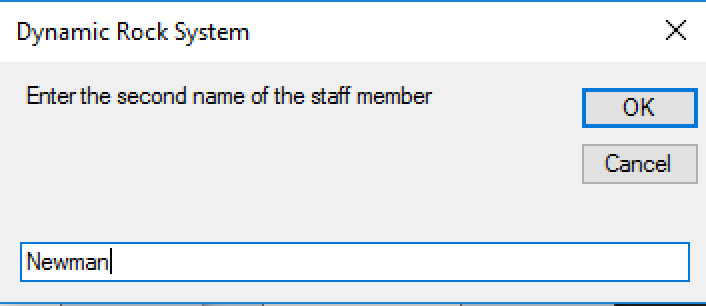 Dynamic Rock System
Enter the second name of the staff member
OK
Cancel
Newman